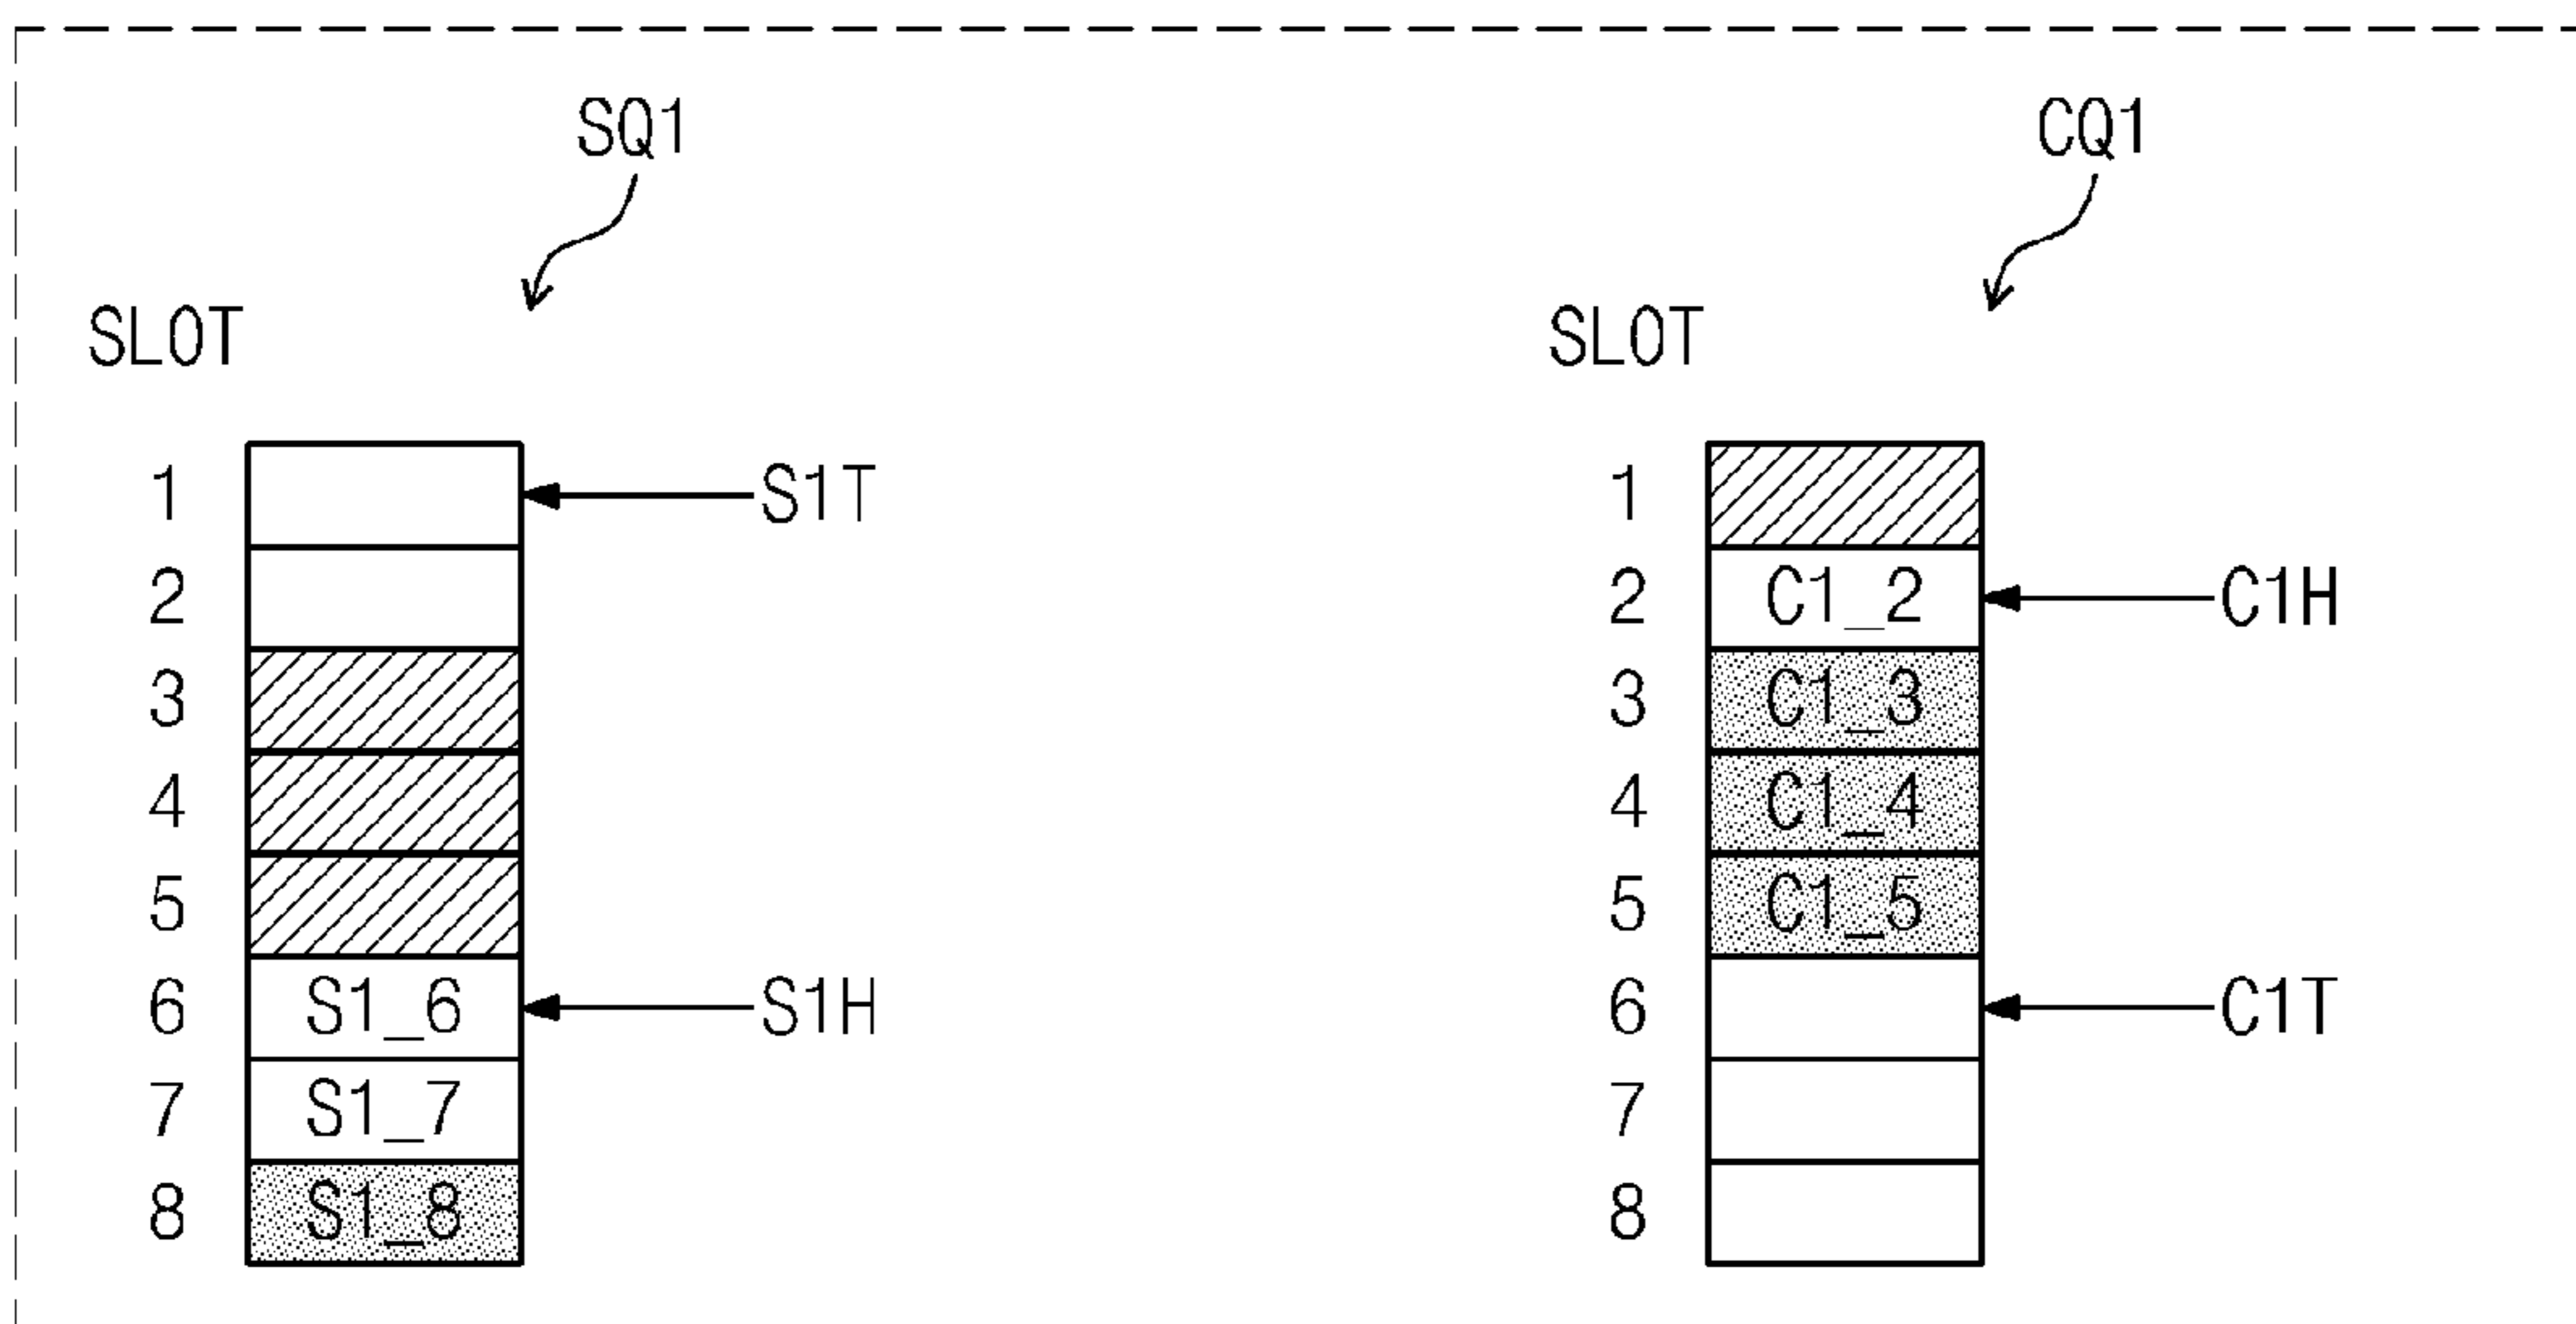 SQ1 CQ1
SLOT SLOT
1 S1T 1
2 2 C1_2 C1H
3 3 C1_3
4 4 C1_4
5 5 C1_5
6 S1_6 S1H 6 C1T
7 S1_7 7
8 S1_8 8